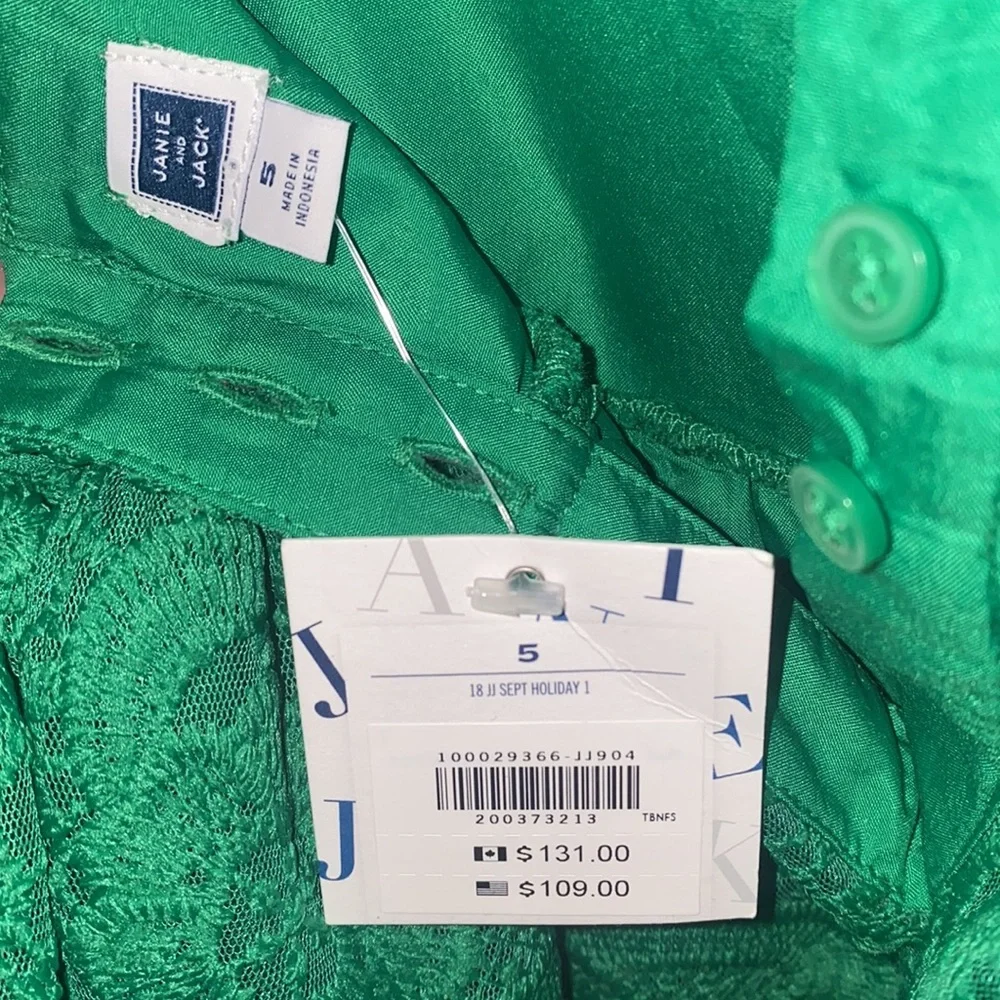 JANIE
AND
JACK
5
MADE IN
INDONESIA
A I
J
E
J
K
5
18 JJ SEPT HOLIDAY 1
100029366-JJ904
200373213 TBNFS
$131.00
$109.00